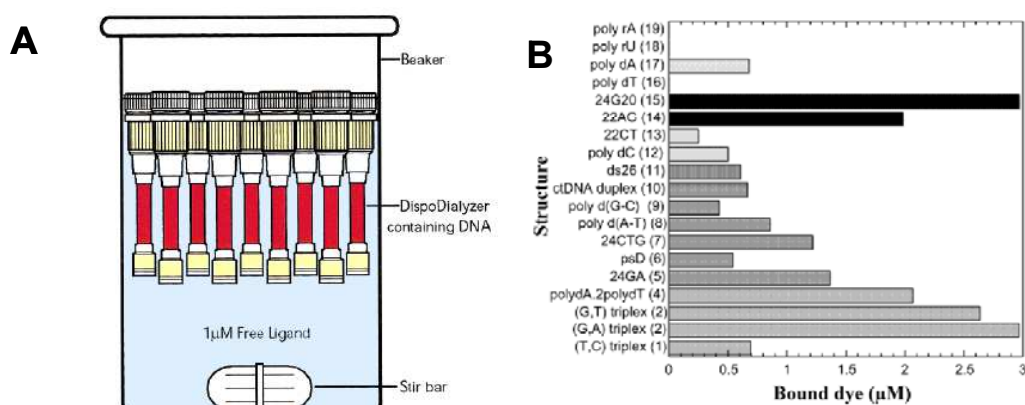 A
Beaker
DispoDialyzer
containing DNA
1µM Free Ligand
Stir bar
B
Structure
poly rA (19)
poly rU (18)
poly dA (17)
poly dT (16)
24G20 (15)
22AG (14)
22CT (13)
poly dC (12)
ds26 (11)
ctDNA duplex (10)
poly d(G-C) (9)
poly d(A-T) (8)
24CTG (7)
psD (6)
24GA (5)
polydA.2polydT (4)
(G,T) triplex (2)
(G,A) triplex (2)
(T,C) triplex (1)
0 0.5 1 1.5 2 2.5 3
Bound dye (µM)